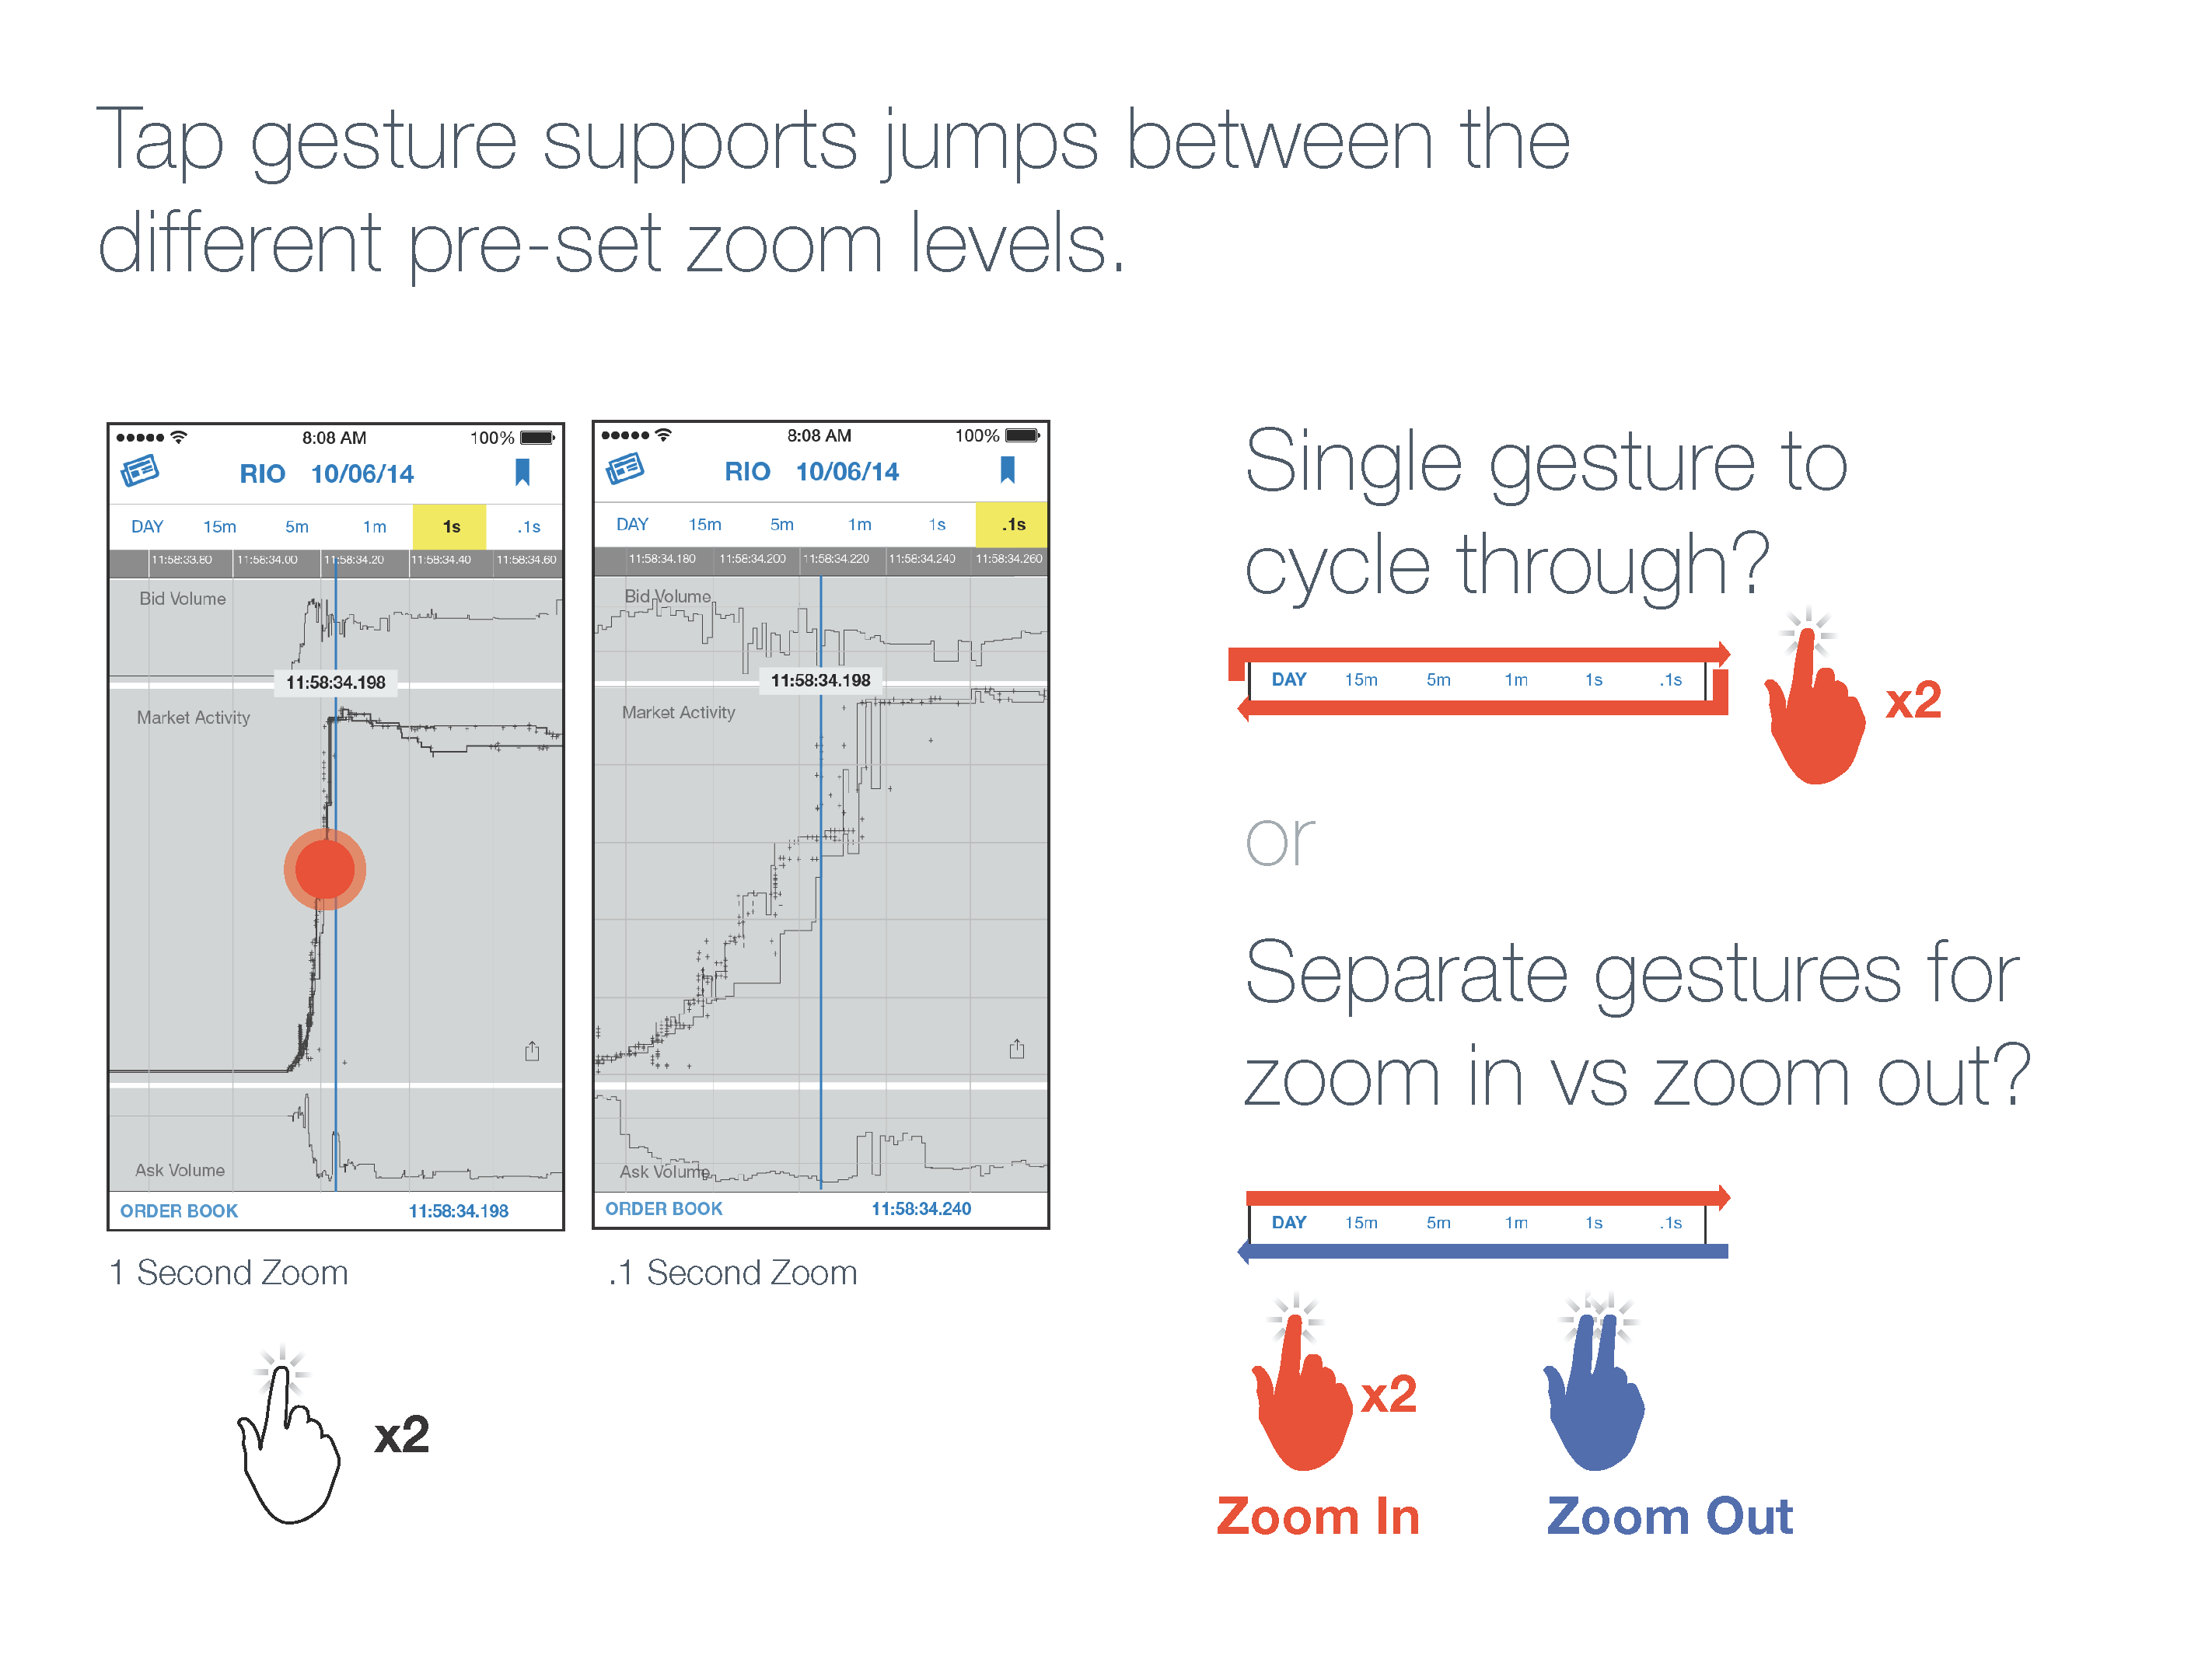 Tap gesture supports jumps between the
different pre-set zoom levels.
8:08 AM 100%
RIO 10/06/14
DAY 15m 5m 1m 1s .1s
11:58:33.80 11:58:34.00 11:58:34.20 11:58:34.40 11:58:34.60
Bid Volume
11:58:34.198
Market Activity
Ask Volume
ORDER BOOK 11:58:34.198
1 Second Zoom
x2
8:08 AM 100%
RIO 10/06/14
DAY 15m 5m 1m 1s .1s
11:58:34.180 11:58:34.200 11:58:34.220 11:58:34.240 11:58:34.260
Bid Volume
11:58:34.198
Market Activity
Ask Volume
ORDER BOOK 11:58:34.240
.1 Second Zoom
Single gesture to
cycle through?
DAY 15m 5m 1m 1s .1s
x2
or
Separate gestures for
zoom in vs zoom out?
DAY 15m 5m 1m 1s .1s
x2
Zoom In Zoom Out